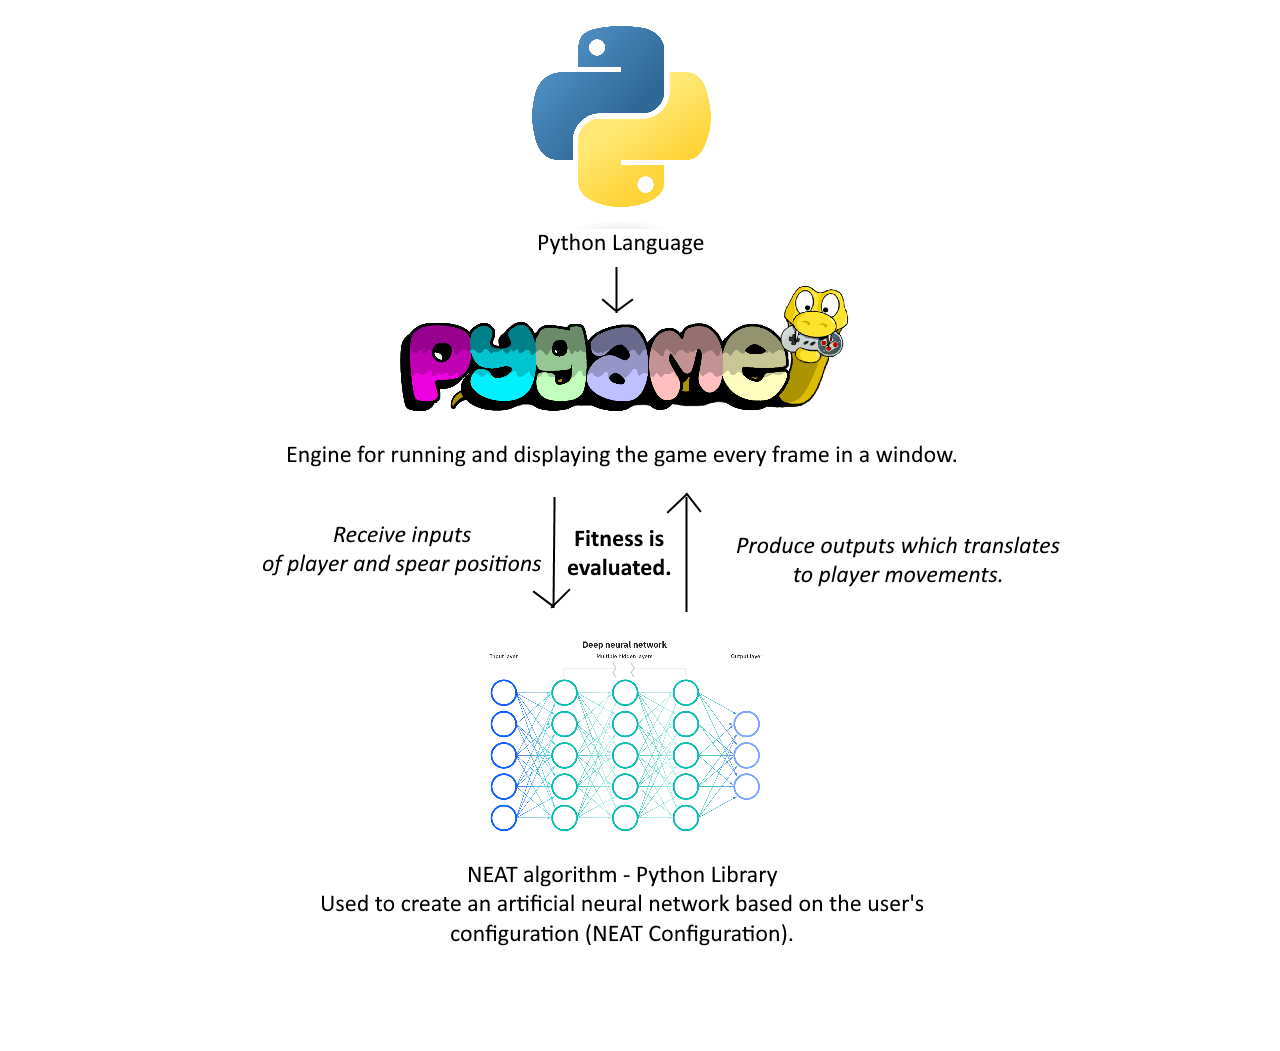 Python Language
pygame
Engine for running and displaying the game every frame in a window.
Receive inputs
of player and spear positions
Fitness is
evaluated.
Produce outputs which translates
to player movements.
Deep neural network
Input layer
Multiple hidden layers
Output laye
NEAT algorithm - Python Library
Used to create an artificial neural network based on the user's
configuration (NEAT Configuration).